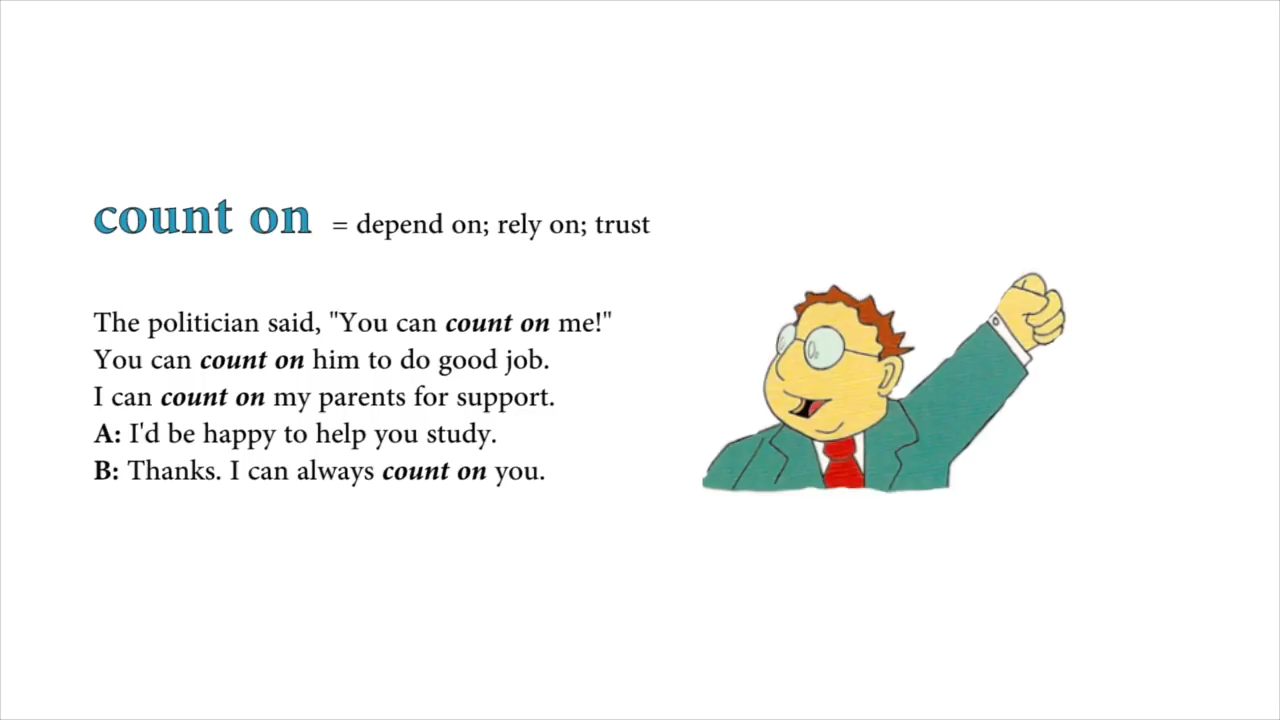 count on = depend on; rely on; trust
The politician said, "You can count on me!"
You can count on him to do good job.
I can count on my parents for support.
A: I'd be happy to help you study.
B: Thanks. I can always count on you.